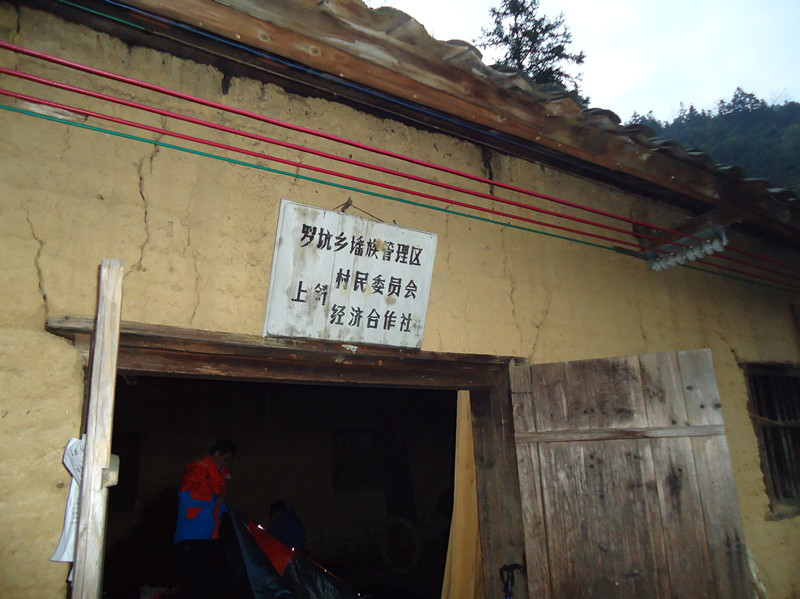 罗坑乡瑶族管理区
村民委员会
上斜
经济合作社